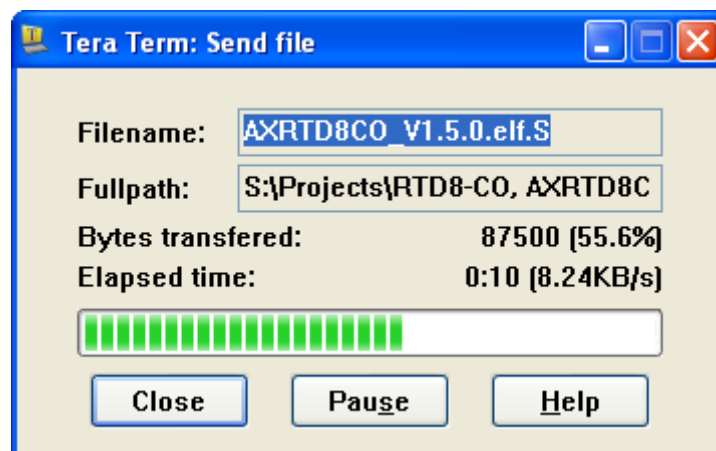 Tera Term: Send file
Filename: AXRTD8CO_V1.5.0.elf.S
Fullpath: S:\Projects\RTD8-CO, AXRTD8C
Bytes transfered: 87500 (55.6%)
Elapsed time: 0:10 (8.24KB/s)
Close Pause Help